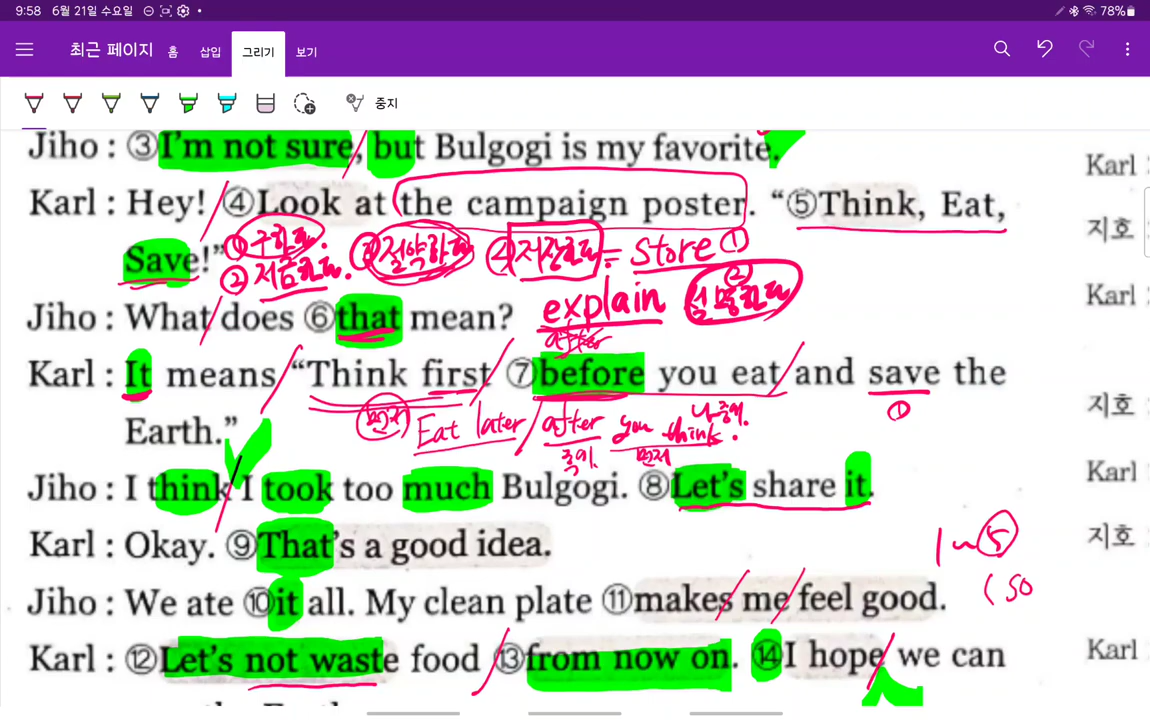 9:58 6월 21일 수요일 78%
최근 페이지 홈 삽입 그리기 보기
중지
Jiho : ③I'm not sure, but Bulgogi is my favorite.
Karl :
Karl : Hey! ④Look at the campaign poster. "⑤Think, Eat,
지호 :
① 구하다. ③ 절약하다 ④ 저장하다 = store ①
Save!"
② 저금하다.
explain ② 설명하다
Karl :
Jiho : What does ⑥that mean?
after
Karl : It means "Think first ⑦before you eat and save the
지호 :
먼저 Eat later / after you think. 나중에. ①
Earth."
먼저
Karl :
Jiho : I think I took too much Bulgogi. ⑧Let's share it.
Karl : Okay. ⑨That's a good idea.
지호 :
1~5
(50
Jiho : We ate ⑩it all. My clean plate ⑪makes me feel good.
Karl : ⑫Let's not waste food ⑬from now on. ⑭I hope we can
Karl :